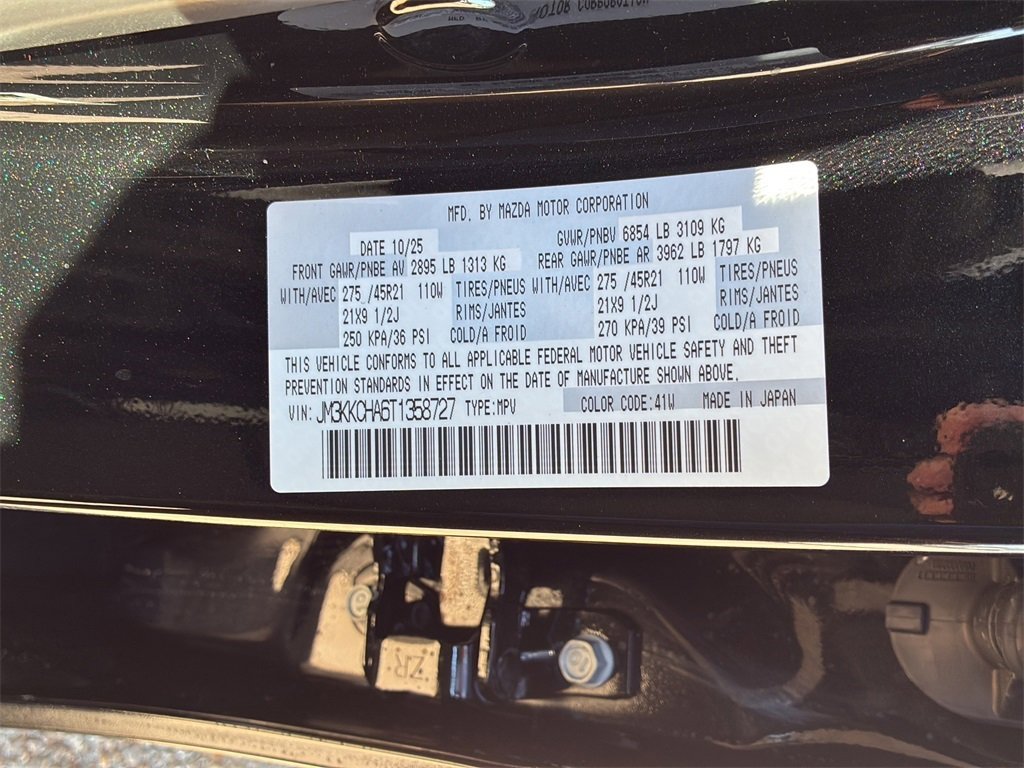 MFD. BY MAZDA MOTOR CORPORATION
DATE 10/25 GVWR/PNBV 6854 LB 3109 KG
FRONT GAWR/PNBE AV 2895 LB 1313 KG REAR GAWR/PNBE AR 3962 LB 1797 KG
WITH/AVEC 275 /45R21 110W TIRES/PNEUS WITH/AVEC 275 /45R21 110W TIRES/PNEUS
21X9 1/2J RIMS/JANTES 21X9 1/2J RIMS/JANTES
250 KPA/36 PSI COLD/A FROID 270 KPA/39 PSI COLD/A FROID
THIS VEHICLE CONFORMS TO ALL APPLICABLE FEDERAL MOTOR VEHICLE SAFETY AND THEFT
PREVENTION STANDARDS IN EFFECT ON THE DATE OF MANUFACTURE SHOWN ABOVE.
VIN: JM3KKCHA6T1358727 TYPE:MPV COLOR CODE:41W MADE IN JAPAN
ZR